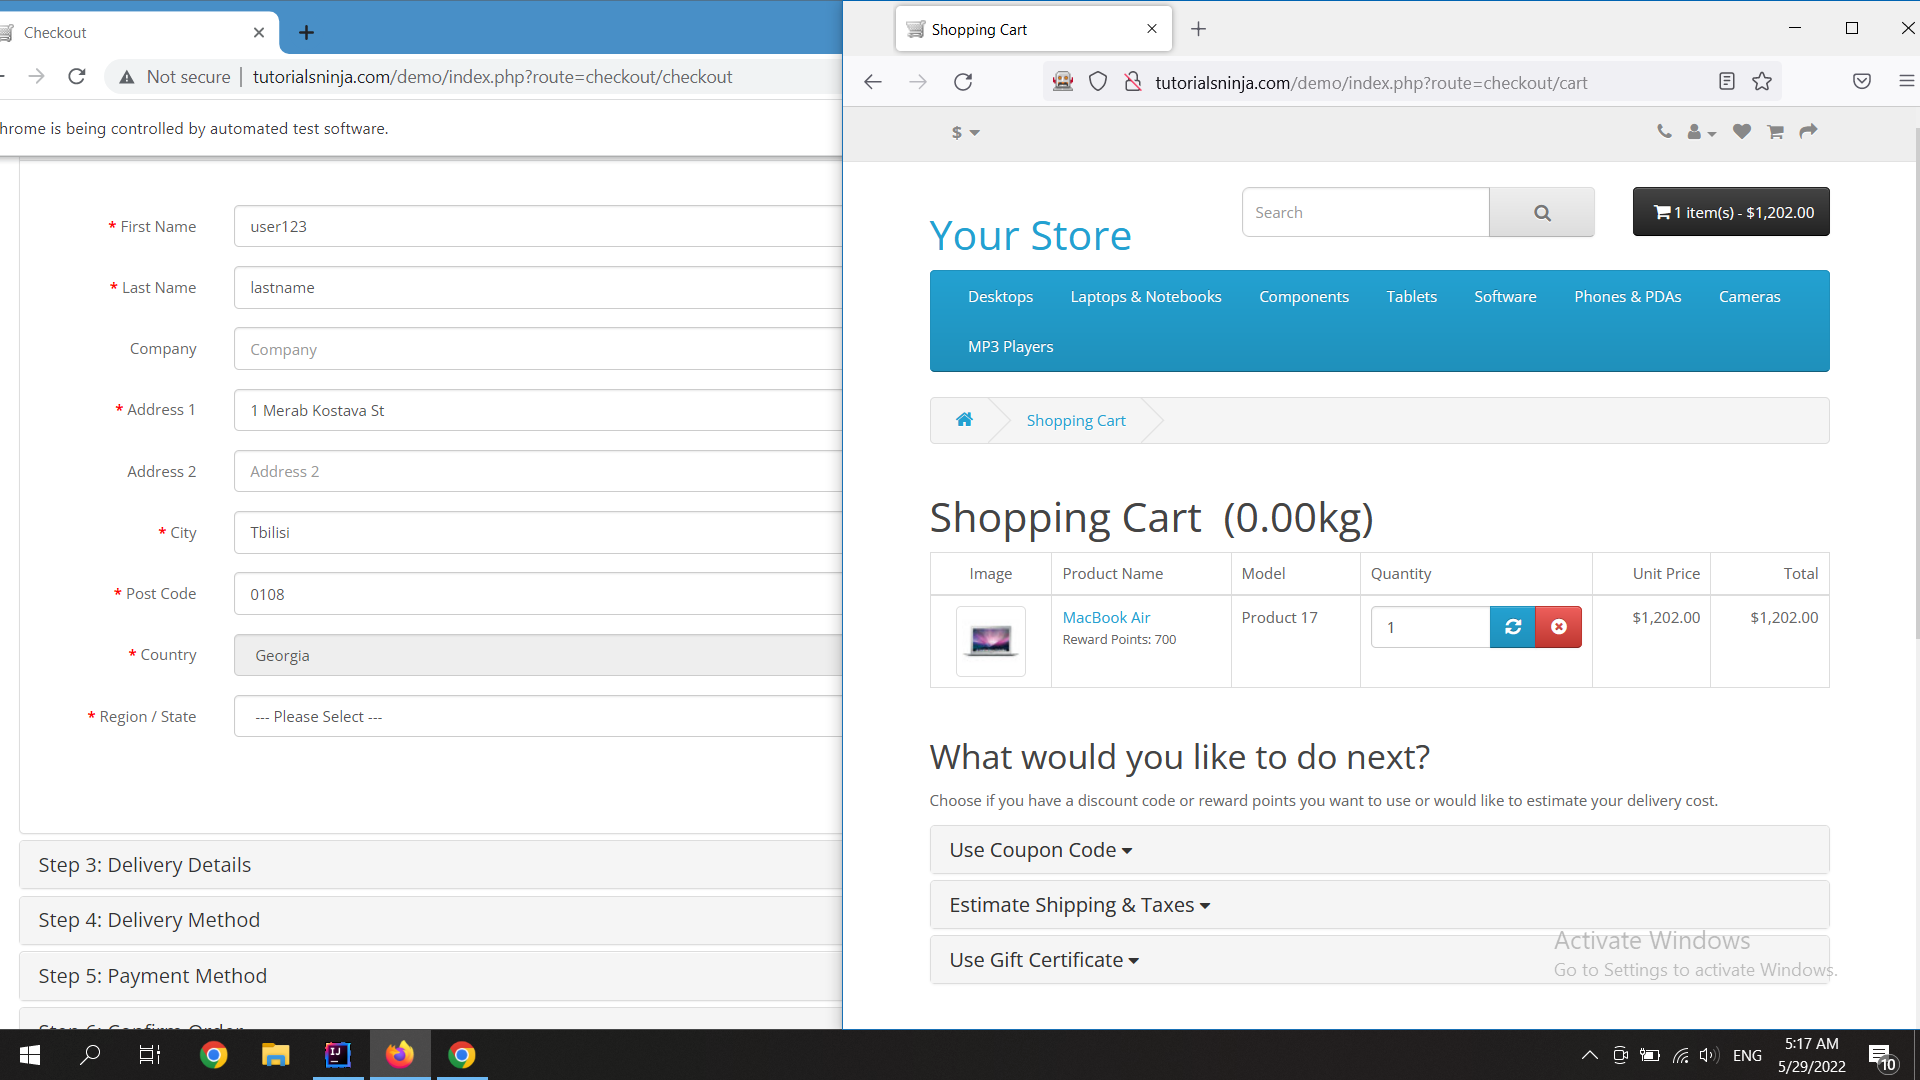 Checkout
Not secure
tutorialsninja.com/demo/index.php?route=checkout/checkout
hrome is being controlled by automated test software.
* First Name
user123
* Last Name
lastname
Company
Company
* Address 1
1 Merab Kostava St
Address 2
Address 2
* City
Tbilisi
* Post Code
0108
* Country
Georgia
* Region / State
--- Please Select ---
Step 3: Delivery Details
Step 4: Delivery Method
Step 5: Payment Method
Step 6: Confirm Order
Shopping Cart
tutorialsninja.com/demo/index.php?route=checkout/cart
$
Your Store
Search
1 item(s) - $1,202.00
Desktops Laptops & Notebooks Components Tablets Software Phones & PDAs Cameras
MP3 Players
Shopping Cart
Shopping Cart (0.00kg)
Image Product Name Model Quantity Unit Price Total
MacBook Air Product 17 1 $1,202.00 $1,202.00
Reward Points: 700
What would you like to do next?
Choose if you have a discount code or reward points you want to use or would like to estimate your delivery cost.
Use Coupon Code
Estimate Shipping & Taxes
Use Gift Certificate
Activate Windows
Go to Settings to activate Windows.
IJ
ENG
5:17 AM
5/29/2022
10